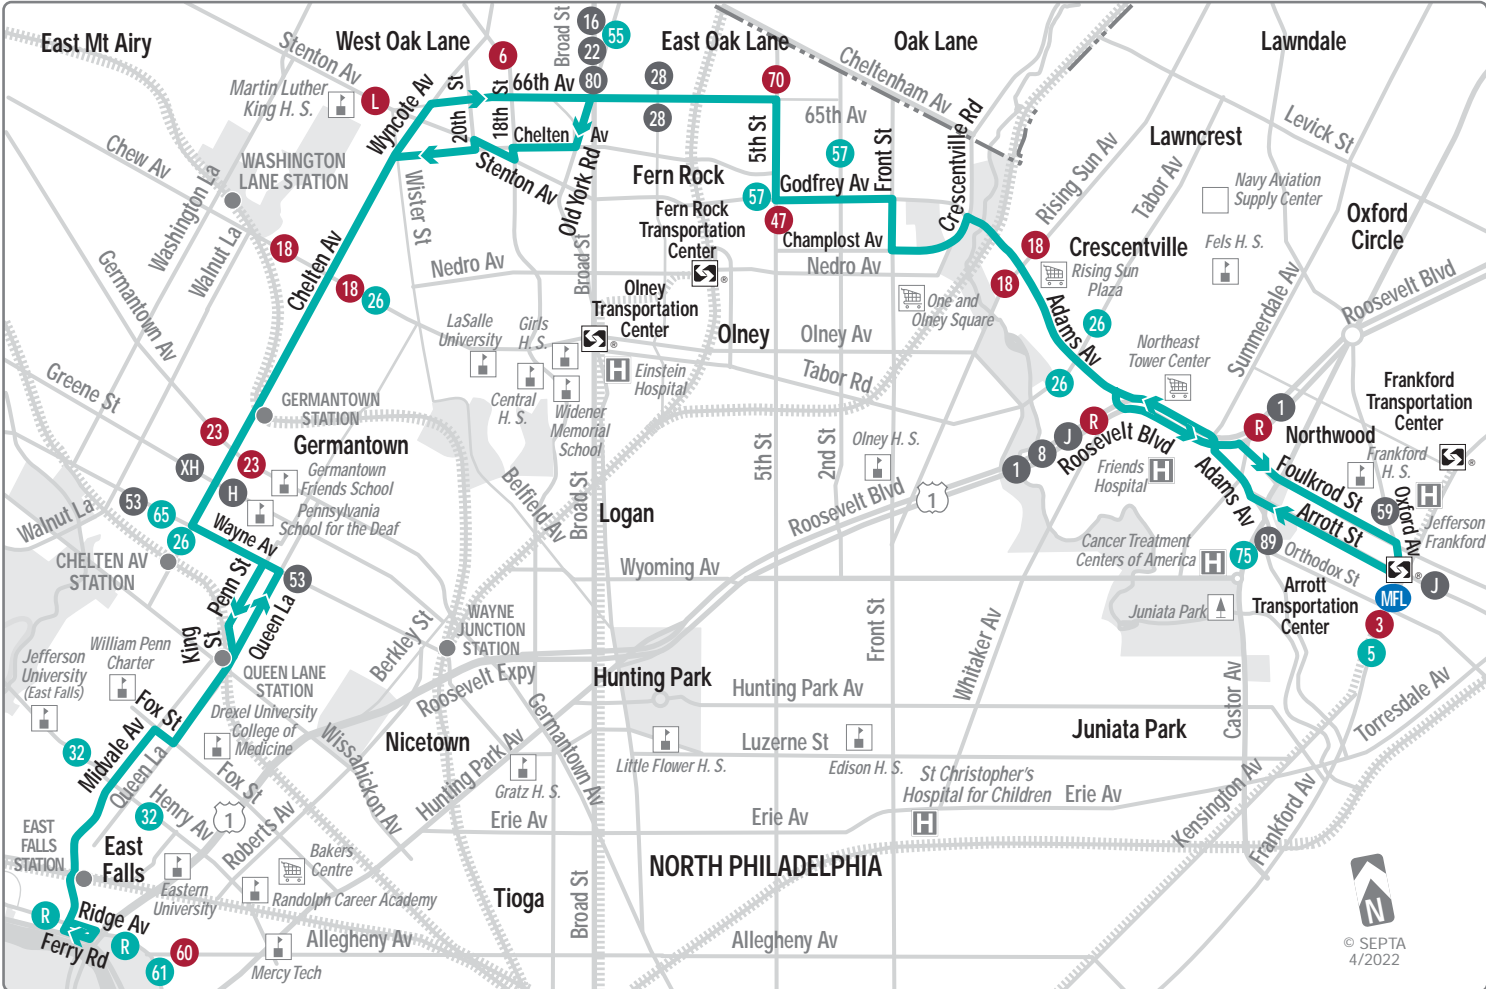 East Mt Airy
West Oak Lane
East Oak Lane
Oak Lane
Lawndale
Stenton Av
Broad St
16
55
22
80
6
66th Av
28
28
70
Cheltenham Av
Martin Luther
King H. S.
L
Wyncote Av
20th St
18th St
Chelten Av
Stenton Av
Old York Rd
5th St
65th Av
57
Front St
Crescentville Rd
Levick St
Lawncrest
Rising Sun Av
Tabor Av
Chew Av
WASHINGTON
LANE STATION
Washington La
Walnut La
Fern Rock
57
Godfrey Av
Navy Aviation
Supply Center
Oxford
Circle
Fern Rock
Transportation
Center
®
47
Champlost Av
Nedro Av
Wister St
Nedro Av
Broad St
18
18
26
Chelten Av
Germantown Av
18
18
Crescentville
Rising Sun
Plaza
Fels H. S.
Summerdale Av
Roosevelt Blvd
Olney
Transportation
Center
®
LaSalle
University
Girls
H. S.
Olney
Olney Av
One and
Olney Square
Adams Av
26
Northeast
Tower Center
Einstein
Hospital
Tabor Rd
Central
H. S.
Widener
Memorial
School
26
Greene St
GERMANTOWN
STATION
Frankford
Transportation
Center
®
23
Germantown
23
XH
H
Germantown
Friends School
Pennsylvania
School for the Deaf
5th St
2nd St
Olney H. S.
1
8
J
R
Roosevelt Blvd
R
1
Northwood
Frankford
H. S.
Friends
Hospital
Foulkrod St
Adams Av
Arrott St
59
Oxford Av
Jefferson
Frankford
53
65
26
Walnut La
Wayne Av
CHELTEN AV
STATION
Belfield Av
Broad St
Logan
Roosevelt Blvd
1
Cancer Treatment
Centers of America
75
89
Orthodox St
®
J
MFL
3
5
Arrott
Transportation
Center
Wyoming Av
Penn St
53
King St
Queen La
Berkley St
WAYNE
JUNCTION
STATION
Front St
Whitaker Av
Juniata Park
William Penn
Charter
Jefferson
University
(East Falls)
QUEEN LANE
STATION
Drexel University
College of
Medicine
Fox St
Roosevelt Expy
Hunting Park
Hunting Park Av
Castor Av
Torresdale Av
Midvale Av
32
Queen La
Fox St
Wissahickon Av
Nicetown
Hunting Park Av
Germantown Av
Juniata Park
Luzerne St
Little Flower H. S.
Edison H. S.
Gratz H. S.
St Christopher's
Hospital for Children
Erie Av
Kensington Av
Frankford Av
32
Henry Av
1
Roberts Av
Erie Av
Erie Av
EAST
FALLS
STATION
East
Falls
Eastern
University
Bakers
Centre
Randolph Career Academy
NORTH PHILADELPHIA
Tioga
Broad St
R
Ridge Av
Ferry Rd
R
61
60
Mercy Tech
Allegheny Av
Allegheny Av
N
© SEPTA
4/2022